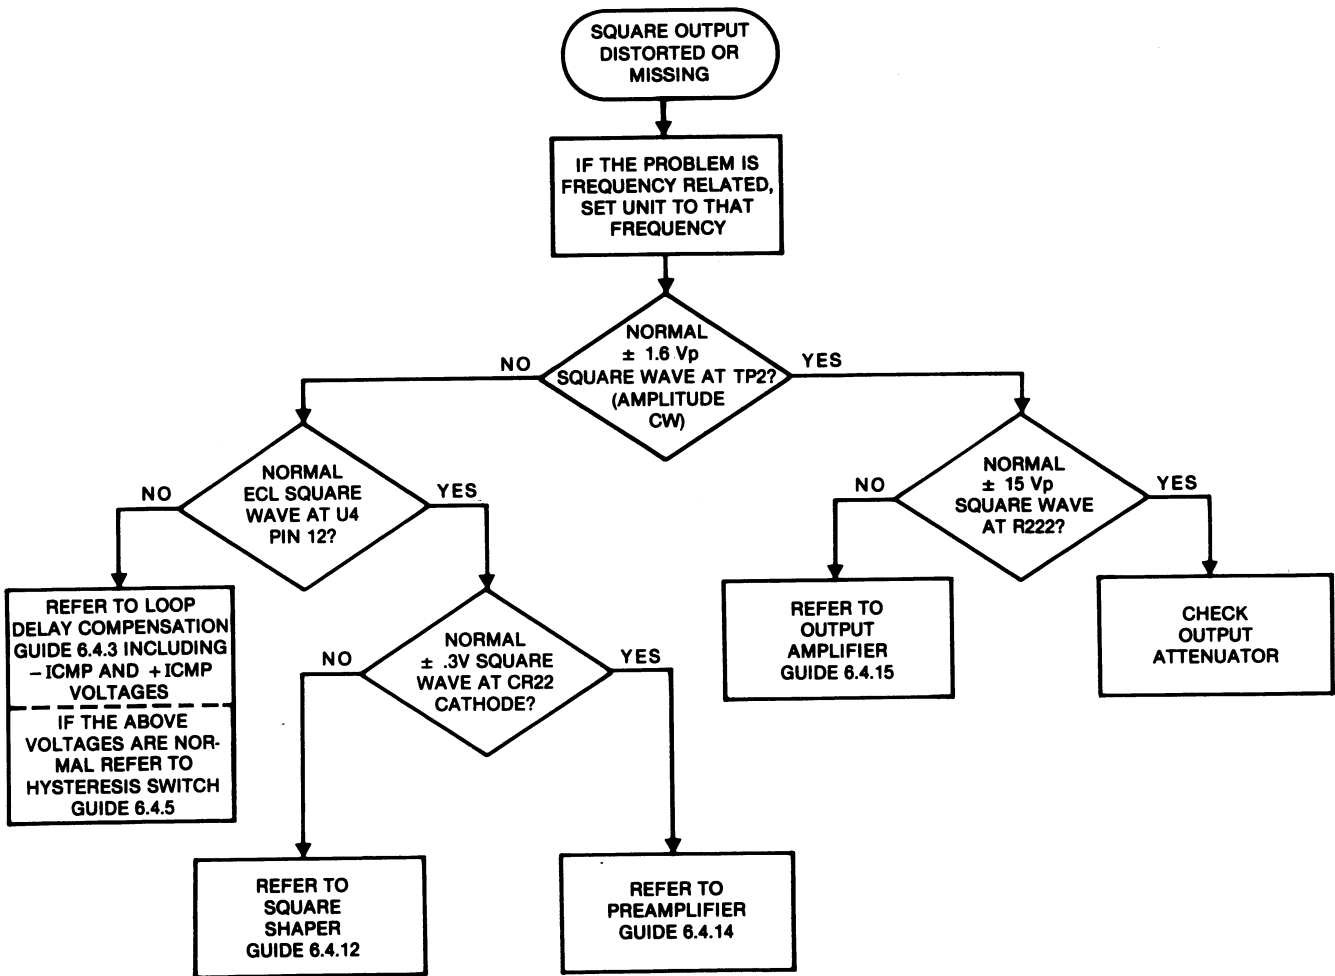 SQUARE OUTPUT
DISTORTED OR
MISSING
IF THE PROBLEM IS
FREQUENCY RELATED,
SET UNIT TO THAT
FREQUENCY
NORMAL
± 1.6 Vp
SQUARE WAVE AT TP2?
(AMPLITUDE
CW)
NO
YES
NORMAL
ECL SQUARE
WAVE AT U4
PIN 12?
NO
YES
NORMAL
± 15 Vp
SQUARE WAVE
AT R222?
NO
YES
REFER TO LOOP
DELAY COMPENSATION
GUIDE 6.4.3 INCLUDING
– ICMP AND + ICMP
VOLTAGES
IF THE ABOVE
VOLTAGES ARE NOR-
MAL REFER TO
HYSTERESIS SWITCH
GUIDE 6.4.5
NORMAL
± .3V SQUARE
WAVE AT CR22
CATHODE?
NO
YES
REFER TO
OUTPUT
AMPLIFIER
GUIDE 6.4.15
CHECK
OUTPUT
ATTENUATOR
REFER TO
SQUARE
SHAPER
GUIDE 6.4.12
REFER TO
PREAMPLIFIER
GUIDE 6.4.14